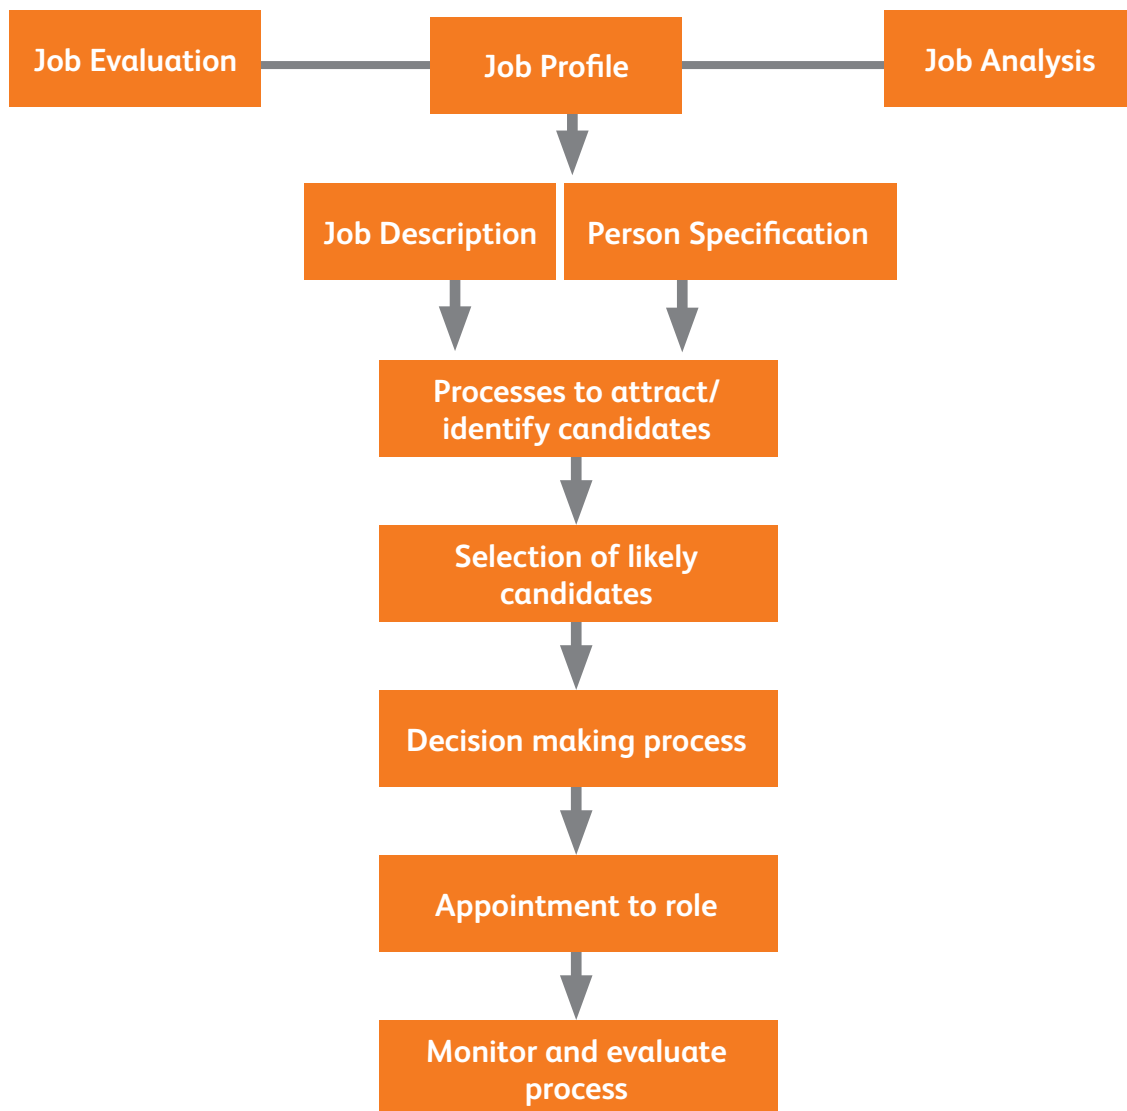 Job Evaluation
Job Profile
Job Analysis
Job Description
Person Specification
Processes to attract/
identify candidates
Selection of likely
candidates
Decision making process
Appointment to role
Monitor and evaluate
process